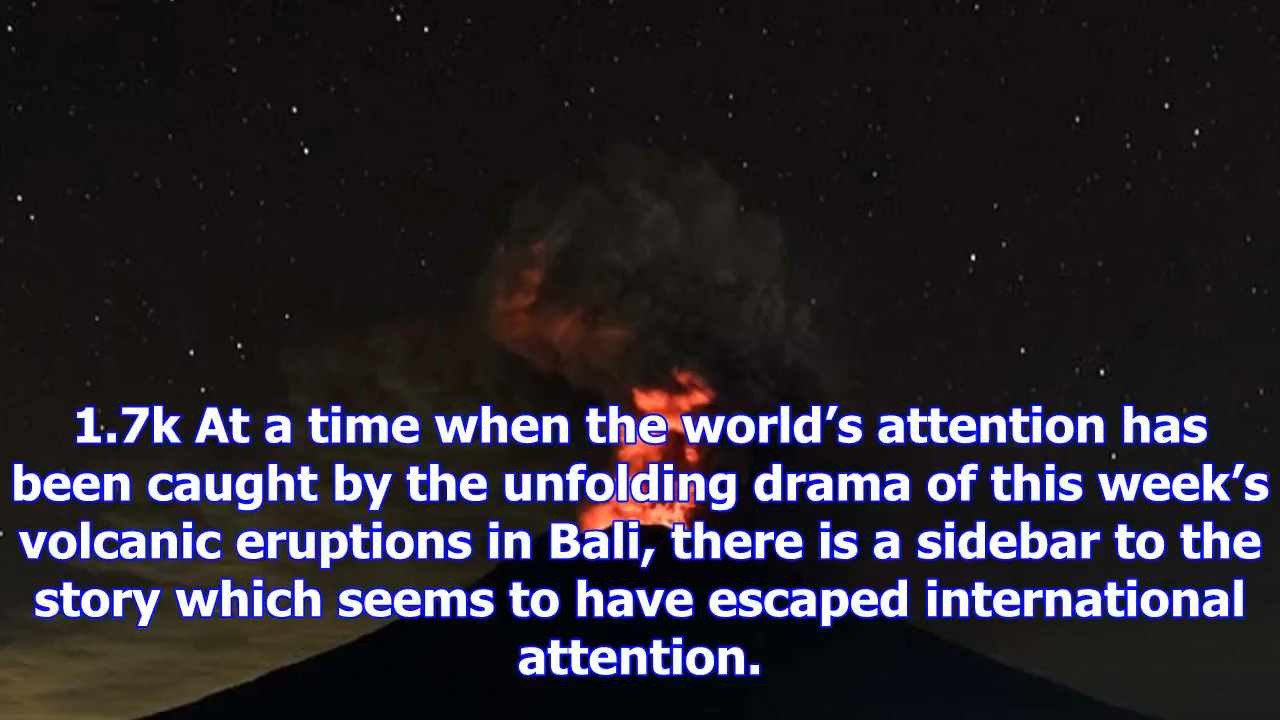 1.7k At a time when the world’s attention has
been caught by the unfolding drama of this week’s
volcanic eruptions in Bali, there is a sidebar to the
story which seems to have escaped international
attention.